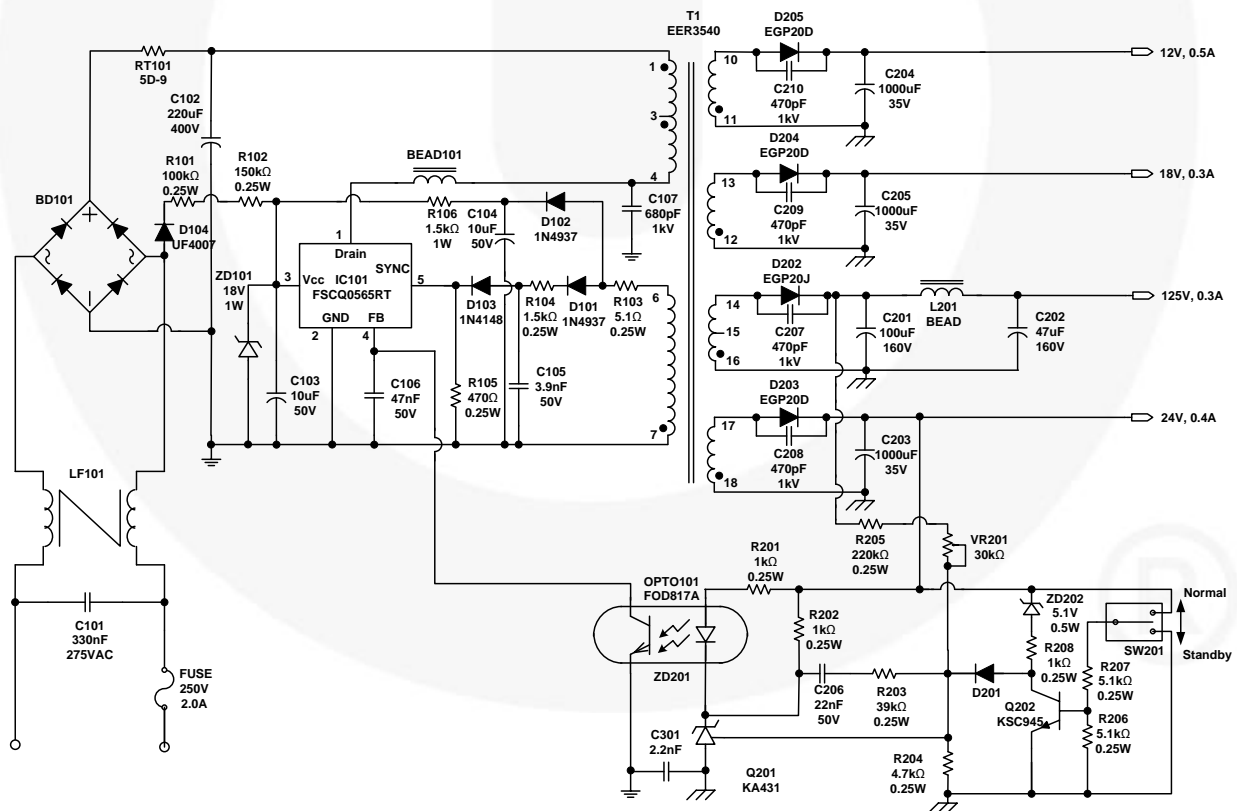 T1
EER3540
RT101
5D-9
C102
220uF
400V
R101
100kΩ
0.25W
R102
150kΩ
0.25W
BD101
D104
UF4007
BEAD101
1
3
4
C107
680pF
1kV
R106
1.5kΩ
1W
C104
10uF
50V
D102
1N4937
ZD101
18V
1W
1
Drain
3
Vcc
SYNC
5
IC101
FSCQ0565RT
GND
FB
2
4
D103
1N4148
R104
1.5kΩ
0.25W
D101
1N4937
R103
5.1Ω
0.25W
6
7
C103
10uF
50V
C106
47nF
50V
R105
470Ω
0.25W
C105
3.9nF
50V
LF101
C101
330nF
275VAC
FUSE
250V
2.0A
D205
EGP20D
10
11
C210
470pF
1kV
C204
1000uF
35V
12V, 0.5A
D204
EGP20D
13
12
C209
470pF
1kV
C205
1000uF
35V
18V, 0.3A
D202
EGP20J
14
15
16
C207
470pF
1kV
C201
100uF
160V
L201
BEAD
C202
47uF
160V
125V, 0.3A
D203
EGP20D
17
18
C208
470pF
1kV
C203
1000uF
35V
24V, 0.4A
R205
220kΩ
0.25W
VR201
30kΩ
OPTO101
FOD817A
R201
1kΩ
0.25W
R202
1kΩ
0.25W
ZD202
5.1V
0.5W
R208
1kΩ
0.25W
Normal
SW201
Standby
ZD201
C206
22nF
50V
R203
39kΩ
0.25W
D201
Q202
KSC945
R207
5.1kΩ
0.25W
R206
5.1kΩ
0.25W
C301
2.2nF
Q201
KA431
R204
4.7kΩ
0.25W
R